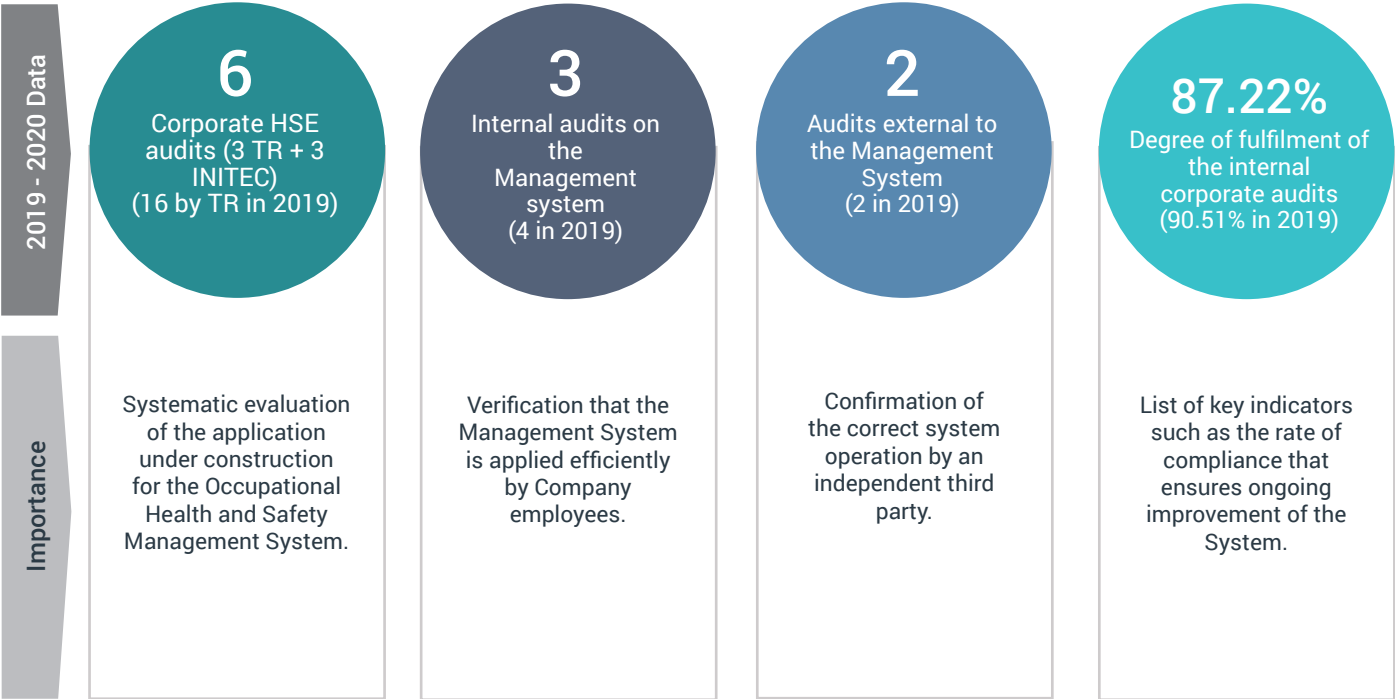 2019 - 2020 Data
6
Corporate HSE
audits (3 TR + 3
INITEC)
(16 by TR in 2019)
3
Internal audits on
the
Management
system
(4 in 2019)
2
Audits external to
the Management
System
(2 in 2019)
87.22%
Degree of fulfilment of
the internal
corporate audits
(90.51% in 2019)
Importance
Systematic evaluation
of the application
under construction
for the Occupational
Health and Safety
Management System.
Verification that the
Management System
is applied efficiently
by Company
employees.
Confirmation of
the correct system
operation by an
independent third
party.
List of key indicators
such as the rate of
compliance that
ensures ongoing
improvement of the
System.